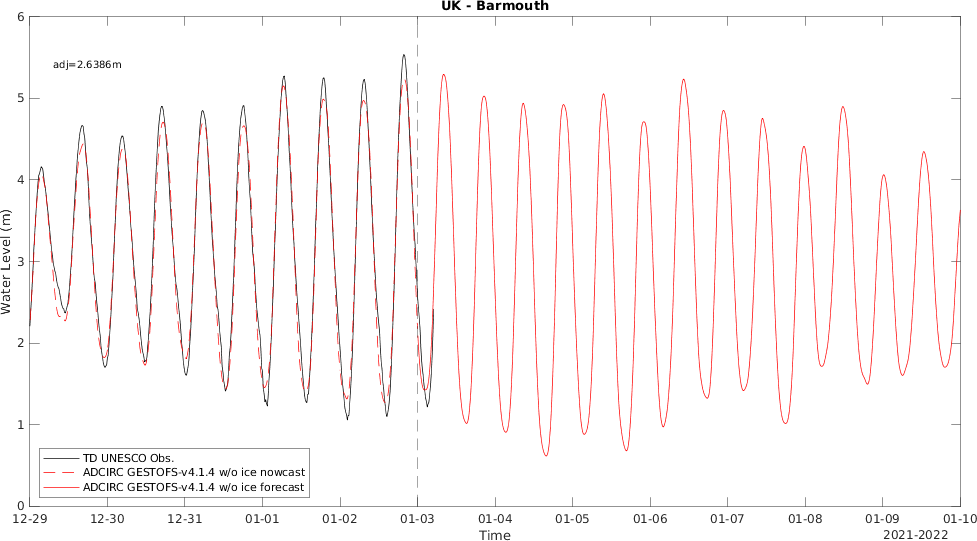 UK - Barmouth
6
adj=2.6386m
5
4
3
2
1
0
Water Level (m)
TD UNESCO Obs.
ADCIRC GESTOFS-v4.1.4 w/o ice nowcast
ADCIRC GESTOFS-v4.1.4 w/o ice forecast
12-29 12-30 12-31 01-01 01-02 01-03 01-04 01-05 01-06 01-07 01-08 01-09 01-10
Time
2021-2022